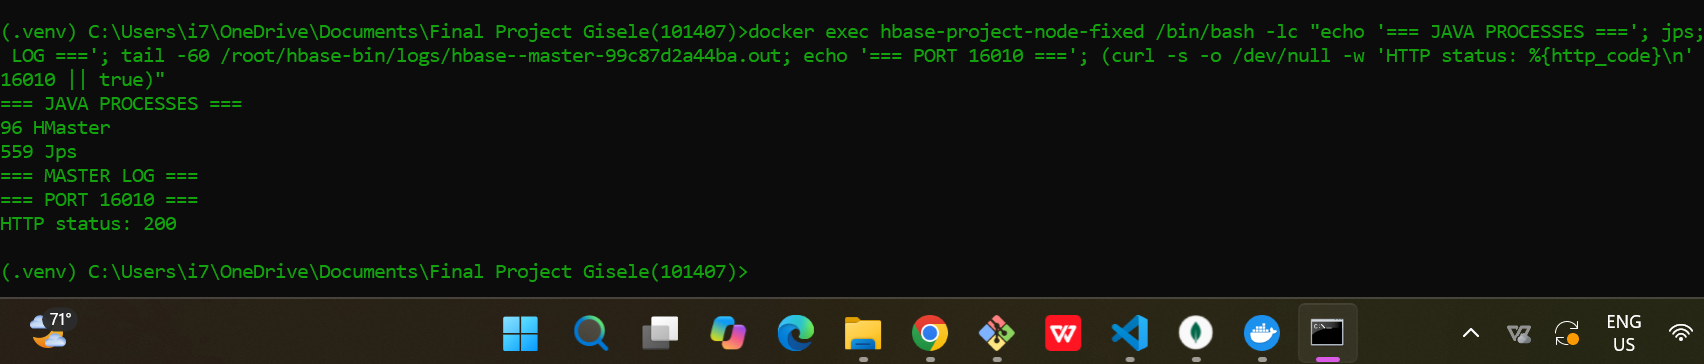 (.venv) C:\Users\i7\OneDrive\Documents\Final Project Gisele(101407)>docker exec hbase-project-node-fixed /bin/bash -lc "echo '=== JAVA PROCESSES ==='; jps;
 LOG ==='; tail -60 /root/hbase-bin/logs/hbase--master-99c87d2a44ba.out; echo '=== PORT 16010 ==='; (curl -s -o /dev/null -w 'HTTP status: %{http_code}\n'
16010 || true)"
=== JAVA PROCESSES ===
96 HMaster
559 Jps
=== MASTER LOG ===
=== PORT 16010 ===
HTTP status: 200
(.venv) C:\Users\i7\OneDrive\Documents\Final Project Gisele(101407)>
71°
ENG
US